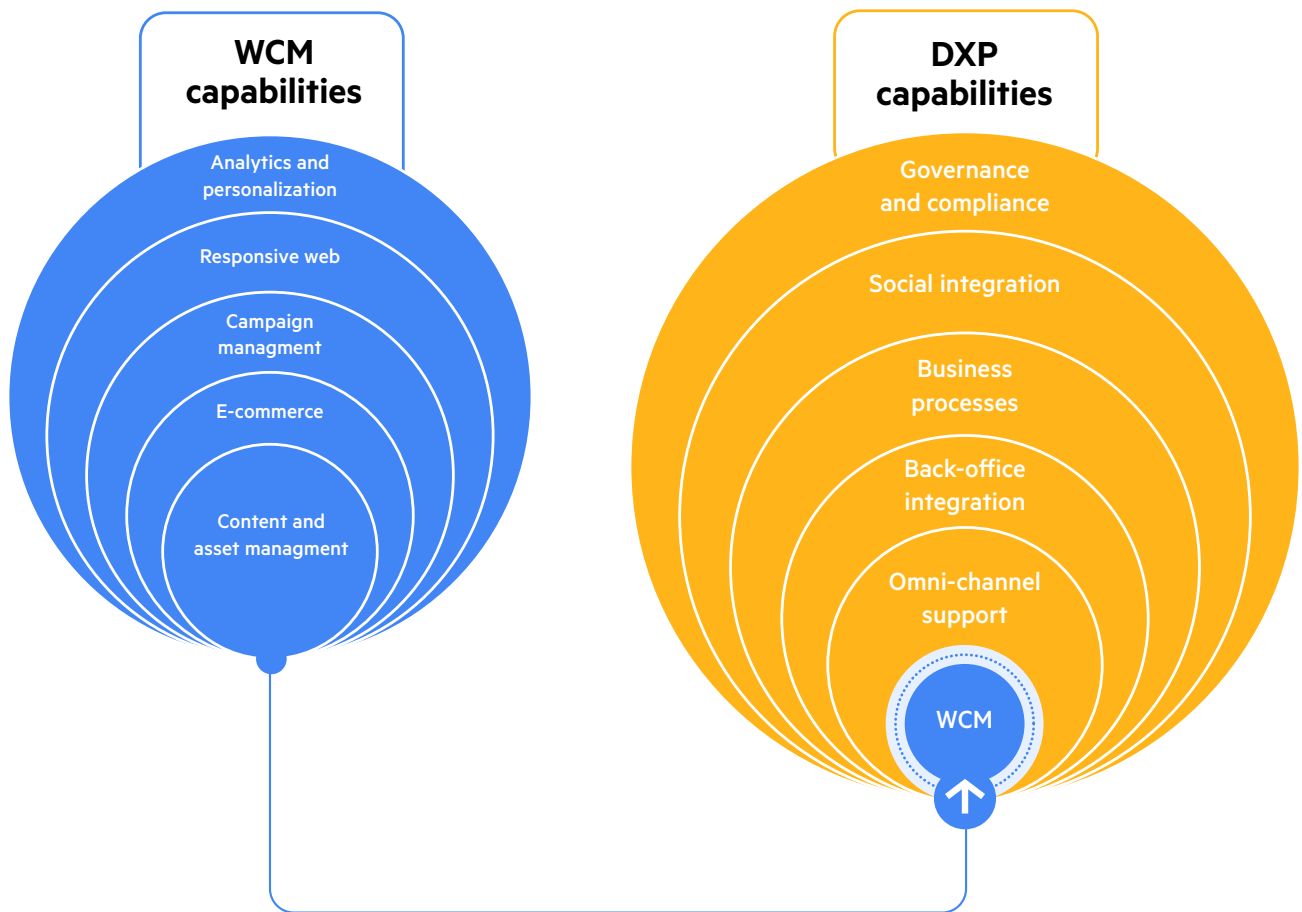 WCM
capabilities
Analytics and
personalization
Responsive web
Campaign
managment
E-commerce
Content and
asset managment
DXP
capabilities
Governance
and compliance
Social integration
Business
processes
Back-office
integration
Omni-channel
support
WCM